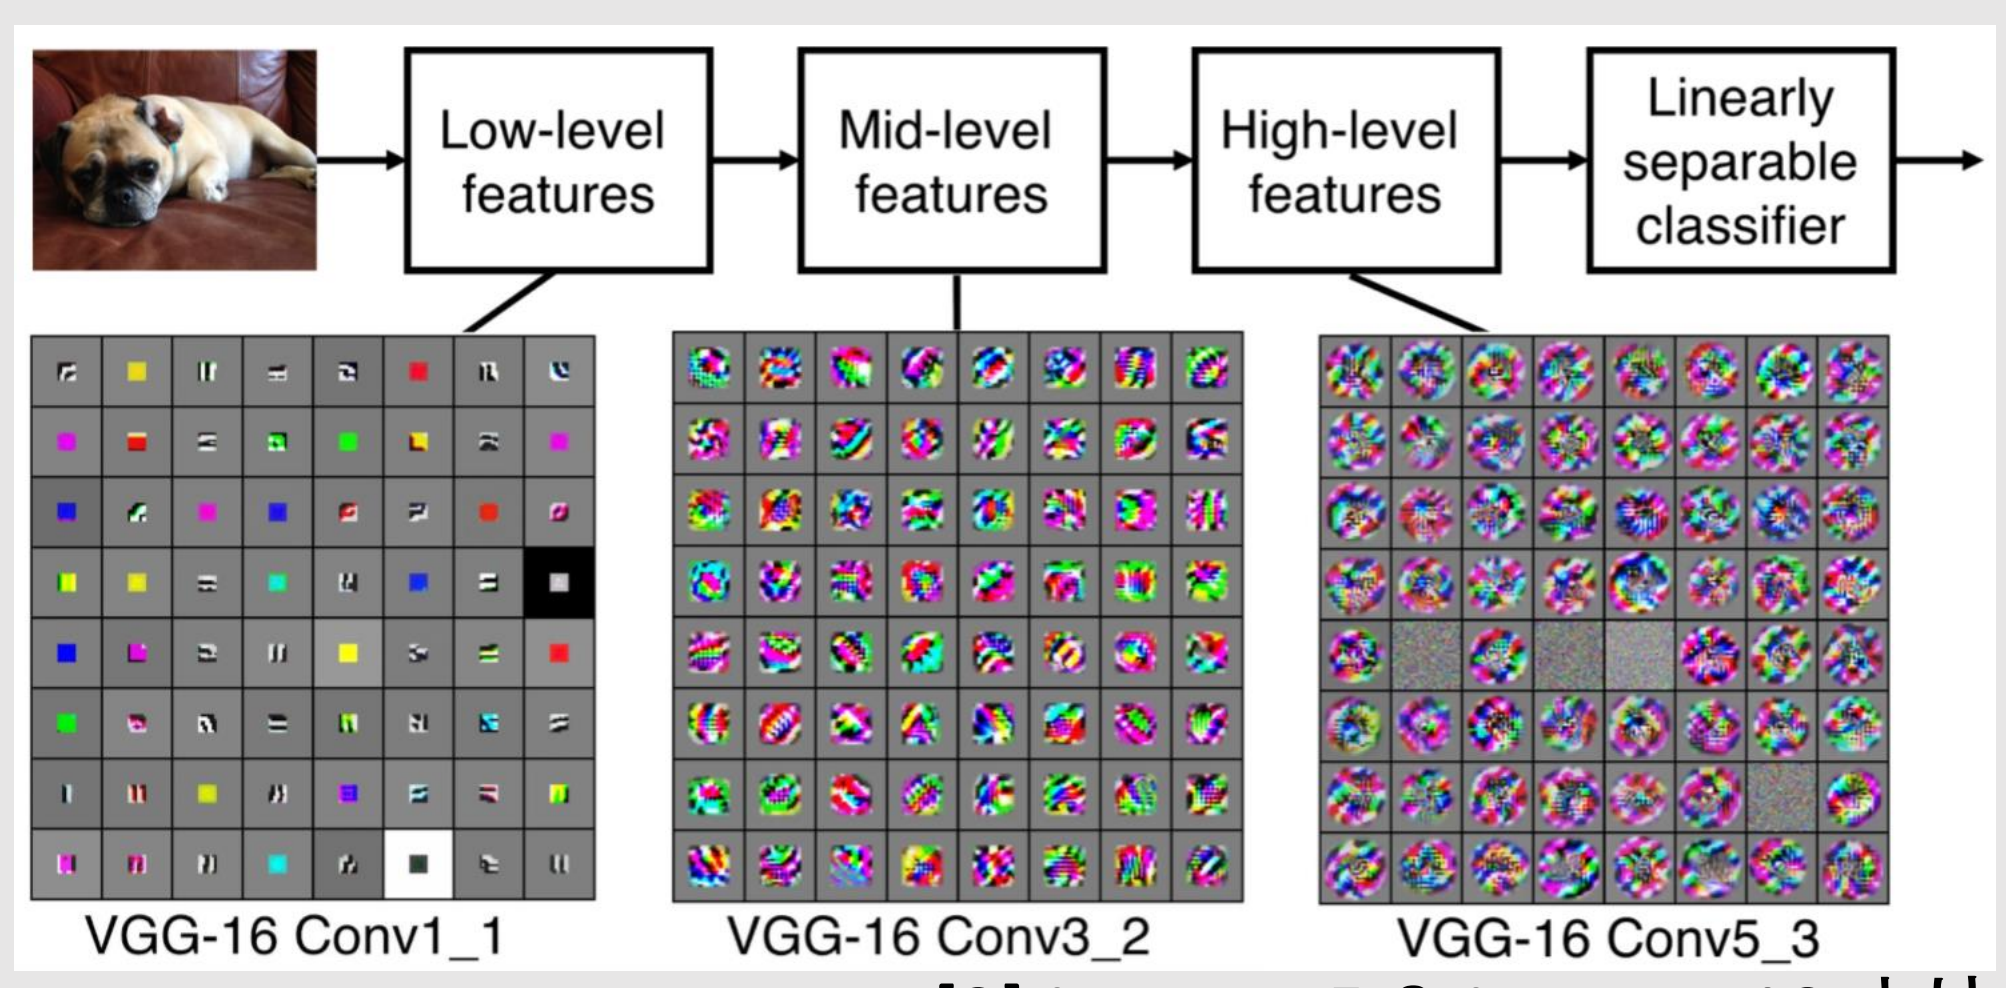 Low-level
features
Mid-level
features
High-level
features
Linearly
separable
classifier
VGG-16 Conv1_1
VGG-16 Conv3_2
VGG-16 Conv5_3